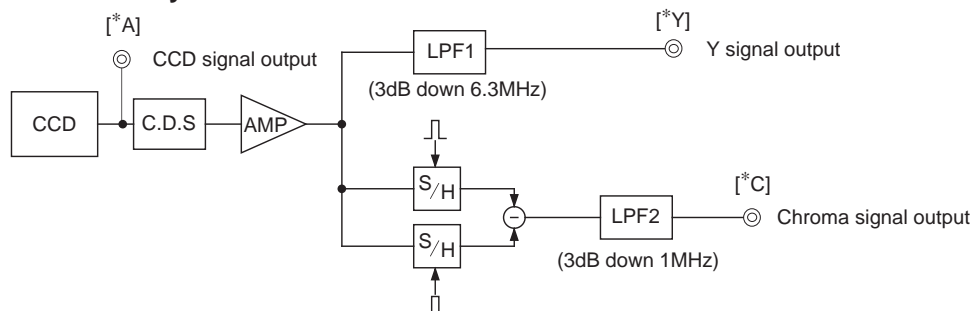 [*A]
[*Y]
CCD signal output
LPF1
Y signal output
(3dB down 6.3MHz)
CCD
C.D.S
AMP
S/H
[*C]
S/H
−
LPF2
Chroma signal output
(3dB down 1MHz)